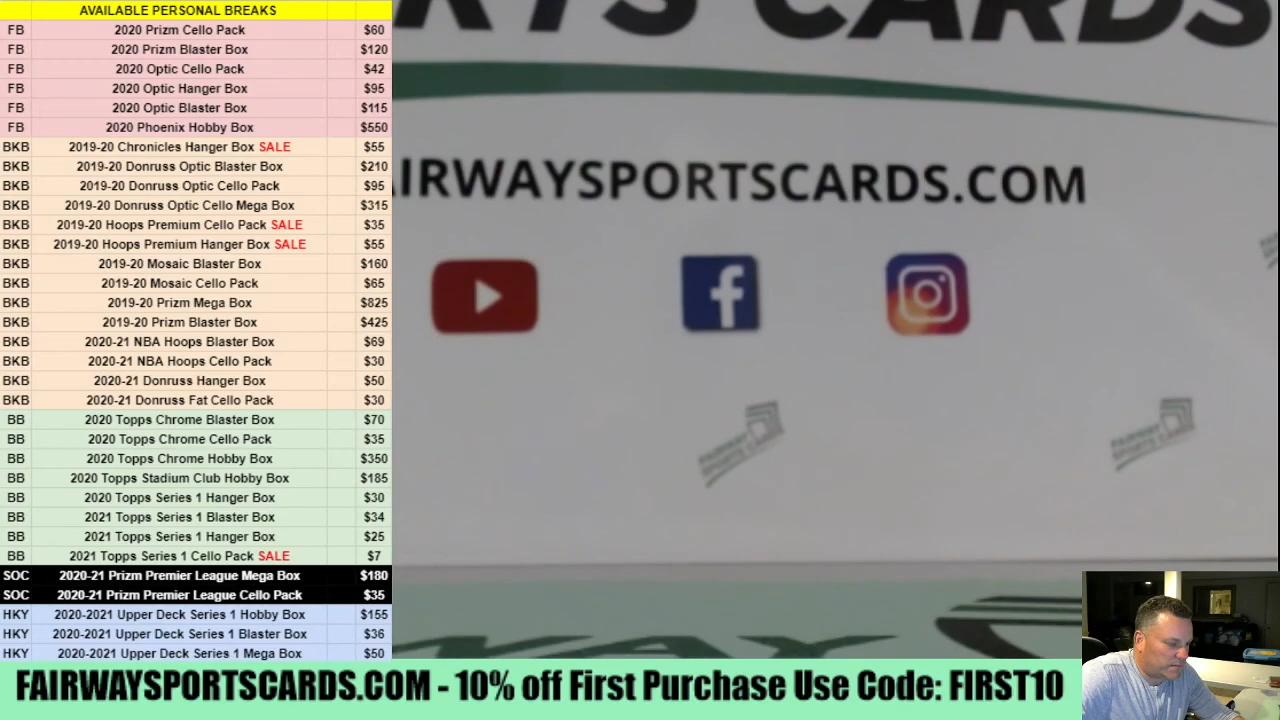 AVAILABLE PERSONAL BREAKS
FB 2020 Prizm Cello Pack $60
FB 2020 Prizm Blaster Box $120
FB 2020 Optic Cello Pack $42
FB 2020 Optic Hanger Box $95
FB 2020 Optic Blaster Box $115
FB 2020 Phoenix Hobby Box $550
BKB 2019-20 Chronicles Hanger Box SALE $55
BKB 2019-20 Donruss Optic Blaster Box $210
BKB 2019-20 Donruss Optic Cello Pack $95
BKB 2019-20 Donruss Optic Cello Mega Box $315
BKB 2019-20 Hoops Premium Cello Pack SALE $35
BKB 2019-20 Hoops Premium Hanger Box SALE $55
BKB 2019-20 Mosaic Blaster Box $160
BKB 2019-20 Mosaic Cello Pack $65
BKB 2019-20 Prizm Mega Box $825
BKB 2019-20 Prizm Blaster Box $425
BKB 2020-21 NBA Hoops Blaster Box $69
BKB 2020-21 NBA Hoops Cello Pack $30
BKB 2020-21 Donruss Hanger Box $50
BKB 2020-21 Donruss Fat Cello Pack $30
BB 2020 Topps Chrome Blaster Box $70
BB 2020 Topps Chrome Cello Pack $35
BB 2020 Topps Chrome Hobby Box $350
BB 2020 Topps Stadium Club Hobby Box $185
BB 2020 Topps Series 1 Hanger Box $30
BB 2021 Topps Series 1 Blaster Box $34
BB 2021 Topps Series 1 Hanger Box $25
BB 2021 Topps Series 1 Cello Pack SALE $7
SOC 2020-21 Prizm Premier League Mega Box $180
SOC 2020-21 Prizm Premier League Cello Pack $35
HKY 2020-2021 Upper Deck Series 1 Hobby Box $155
HKY 2020-2021 Upper Deck Series 1 Blaster Box $36
HKY 2020-2021 Upper Deck Series 1 Mega Box $50
RTS CARDS
AIRWAYSPORTSCARDS.COM
FAIRWAY SPORTS CARDS
FAIRWAY SPORTS CARDS
WAY
FAIRWAYSPORTSCARDS.COM - 10% off First Purchase Use Code: FIRST10